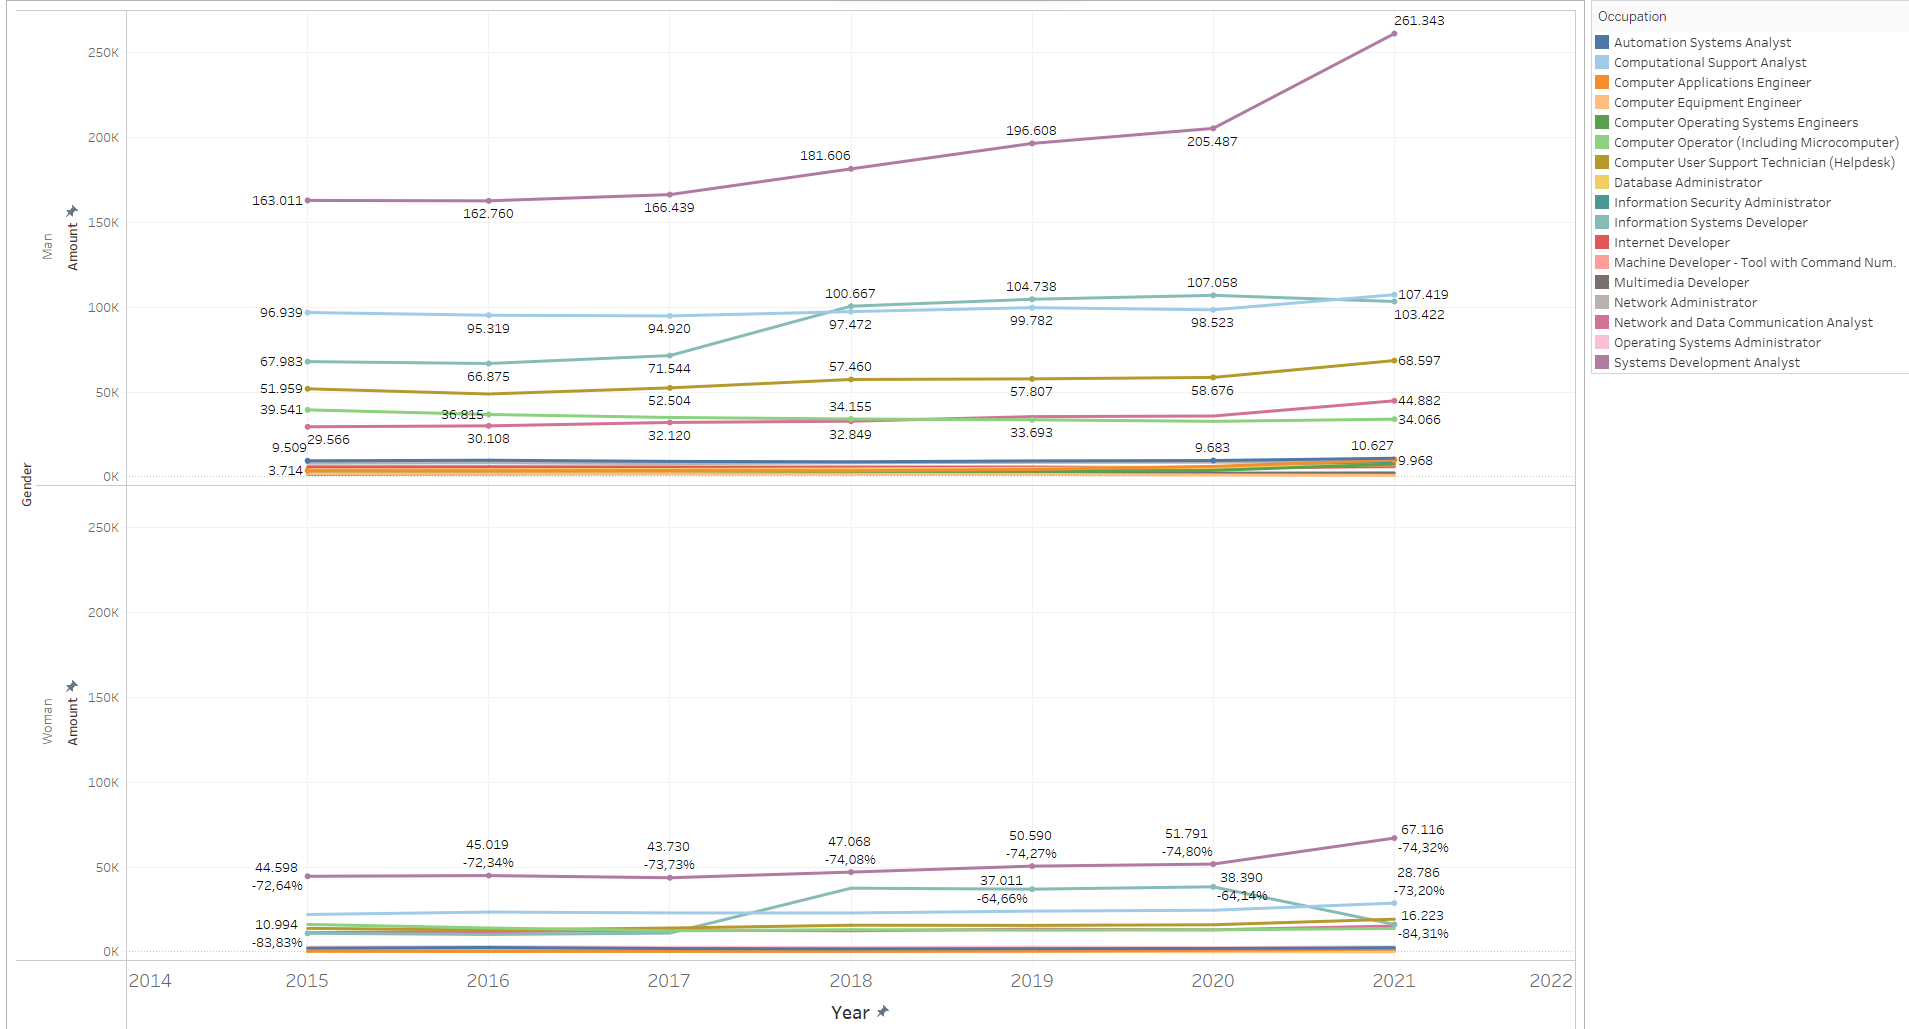 Occupation
Automation Systems Analyst
Computational Support Analyst
Computer Applications Engineer
Computer Equipment Engineer
Computer Operating Systems Engineers
Computer Operator (Including Microcomputer)
Computer User Support Technician (Helpdesk)
Database Administrator
Information Security Administrator
Information Systems Developer
Internet Developer
Machine Developer - Tool with Command Num.
Multimedia Developer
Network Administrator
Network and Data Communication Analyst
Operating Systems Administrator
Systems Development Analyst
Gender
Man
Amount
250K
200K
150K
100K
50K
0K
163.011
162.760
166.439
181.606
196.608
205.487
261.343
96.939
95.319
94.920
100.667
97.472
104.738
99.782
107.058
98.523
107.419
103.422
67.983
66.875
71.544
51.959
52.504
57.460
57.807
58.676
68.597
39.541
36.815
34.155
44.882
34.066
29.566
30.108
32.120
32.849
33.693
9.509
9.683
10.627
3.714
9.968
Woman
Amount
250K
200K
150K
100K
50K
0K
44.598
-72,64%
45.019
-72,34%
43.730
-73,73%
47.068
-74,08%
50.590
-74,27%
51.791
-74,80%
67.116
-74,32%
37.011
-64,66%
38.390
-64,14%
28.786
-73,20%
10.994
-83,83%
16.223
-84,31%
2014
2015
2016
2017
2018
2019
2020
2021
2022
Year